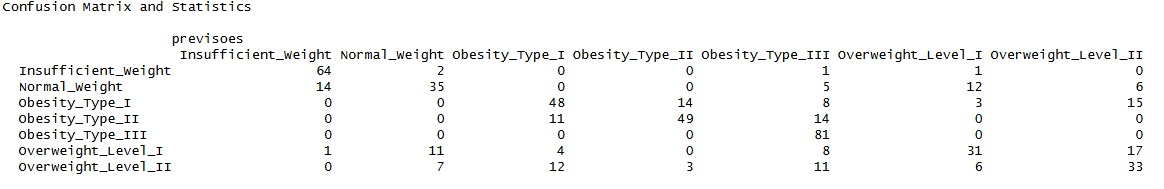 Confusion Matrix and Statistics
previsoes
Insufficient_Weight Normal_Weight Obesity_Type_I Obesity_Type_II Obesity_Type_III Overweight_Level_I Overweight_Level_II
Insufficient_Weight 64 2 0 0 1 1 0
Normal_Weight 14 35 0 0 5 12 6
Obesity_Type_I 0 0 48 14 8 3 15
Obesity_Type_II 0 0 11 49 14 0 0
Obesity_Type_III 0 0 0 0 81 0 0
Overweight_Level_I 1 11 4 0 8 31 17
Overweight_Level_II 0 7 12 3 11 6 33